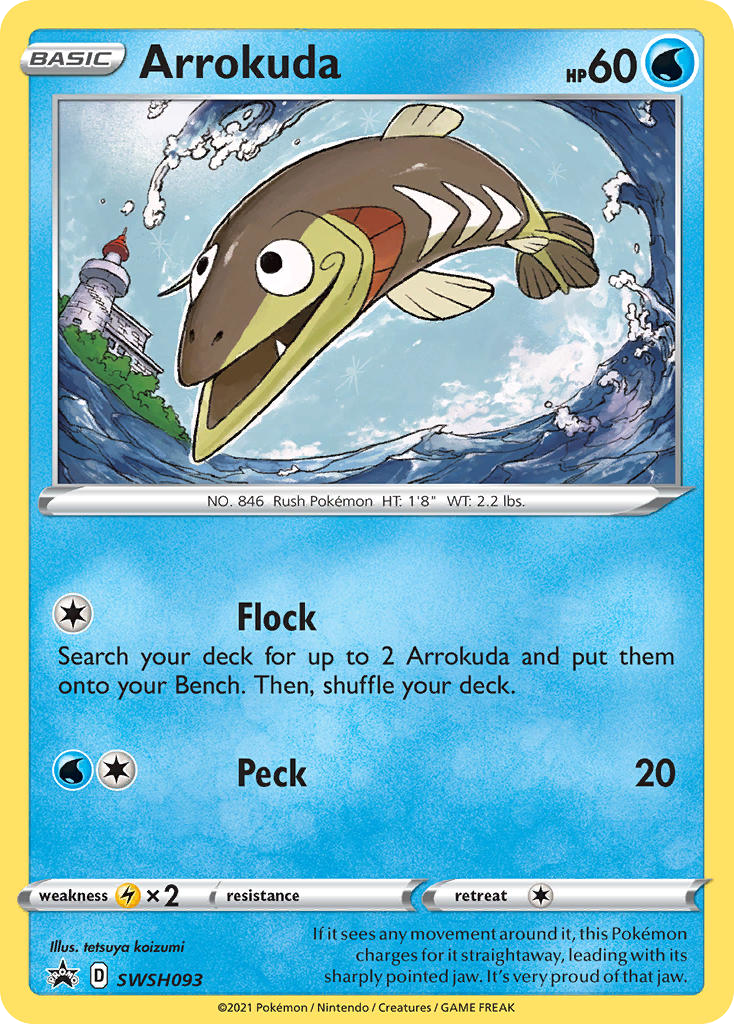 BASIC Arrokuda HP60
NO. 846 Rush Pokémon HT: 1'8" WT: 2.2 lbs.
Flock
Search your deck for up to 2 Arrokuda and put them
onto your Bench. Then, shuffle your deck.
Peck 20
weakness ×2 resistance retreat
Illus. tetsuya koizumi
If it sees any movement around it, this Pokémon
charges for it straightaway, leading with its
sharply pointed jaw. It's very proud of that jaw.
D SWSH093
©2021 Pokémon / Nintendo / Creatures / GAME FREAK